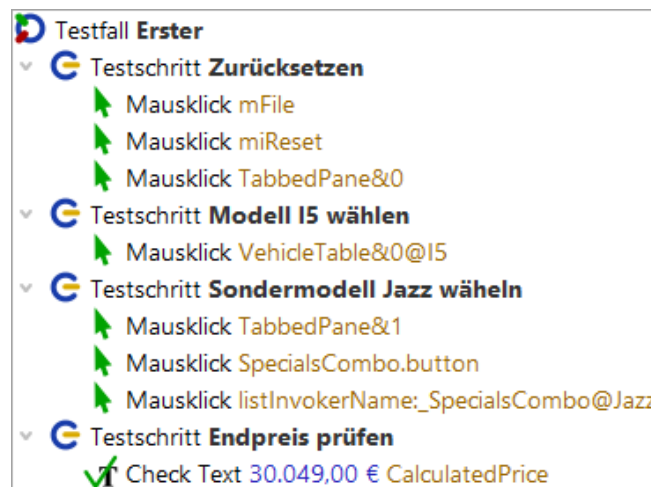 Testfall Erster
Testschritt Zurücksetzen
Mausklick mFile
Mausklick miReset
Mausklick TabbedPane&0
Testschritt Modell I5 wählen
Mausklick VehicleTable&0@I5
Testschritt Sondermodell Jazz wäheln
Mausklick TabbedPane&1
Mausklick SpecialsCombo.button
Mausklick listInvokerName:_SpecialsCombo@Jazz
Testschritt Endpreis prüfen
Check Text 30.049,00 € CalculatedPrice